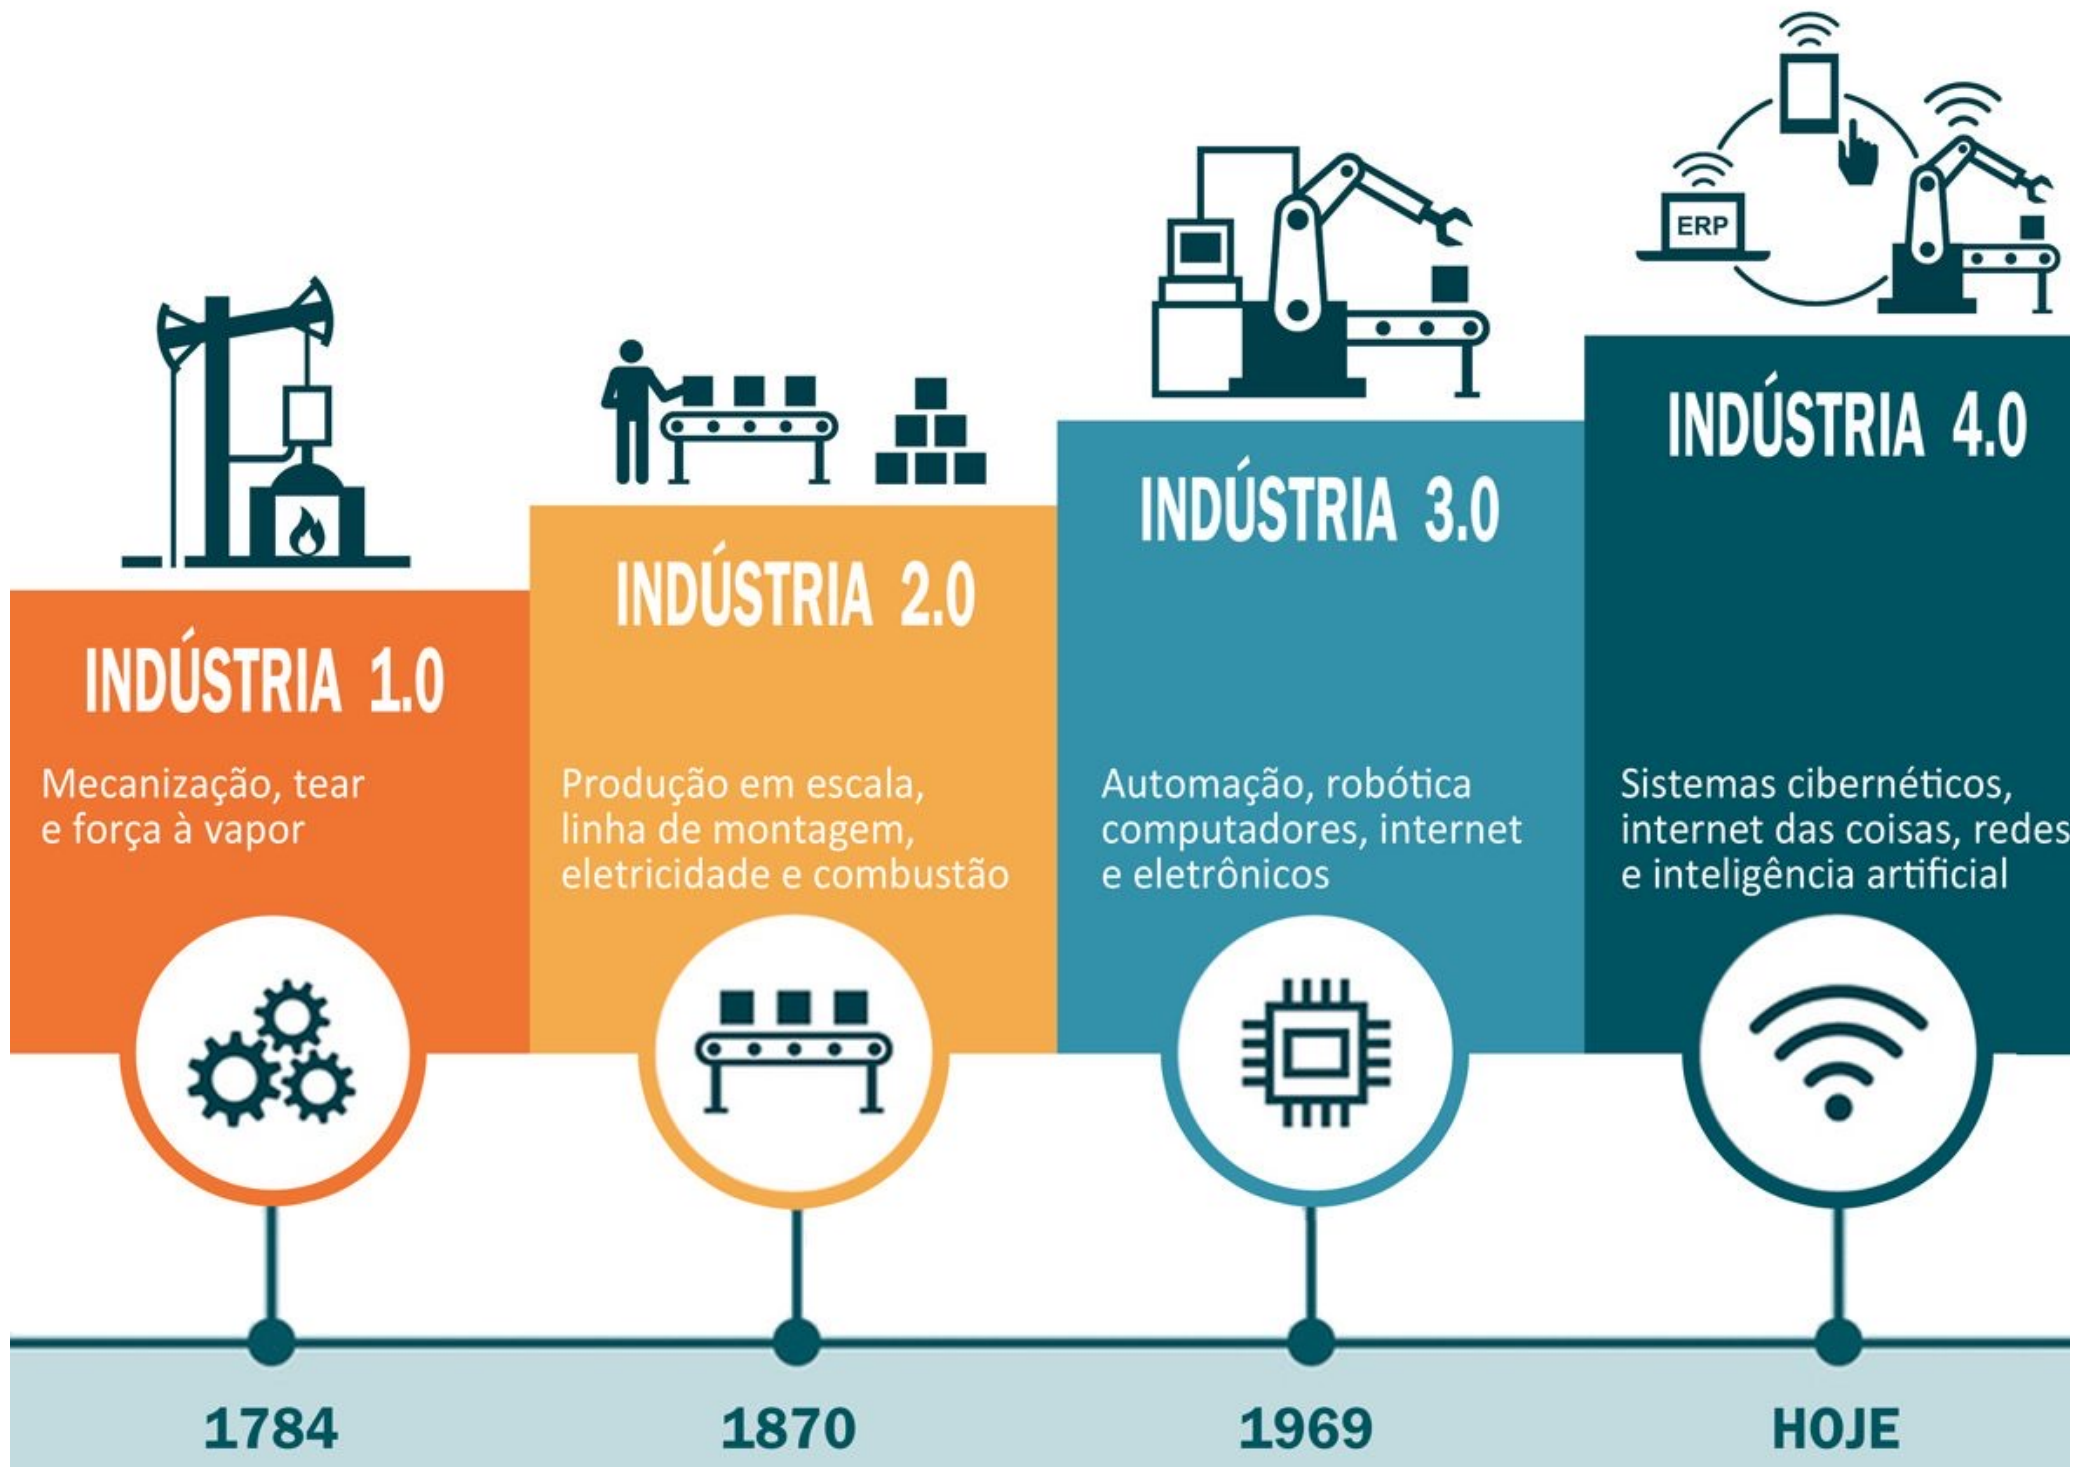 ERP
INDÚSTRIA 1.0
Mecanização, tear
e força à vapor
1784
INDÚSTRIA 2.0
Produção em escala,
linha de montagem,
eletricidade e combustão
1870
INDÚSTRIA 3.0
Automação, robótica
computadores, internet
e eletrônicos
1969
INDÚSTRIA 4.0
Sistemas cibernéticos,
internet das coisas, redes
e inteligência artificial
HOJE